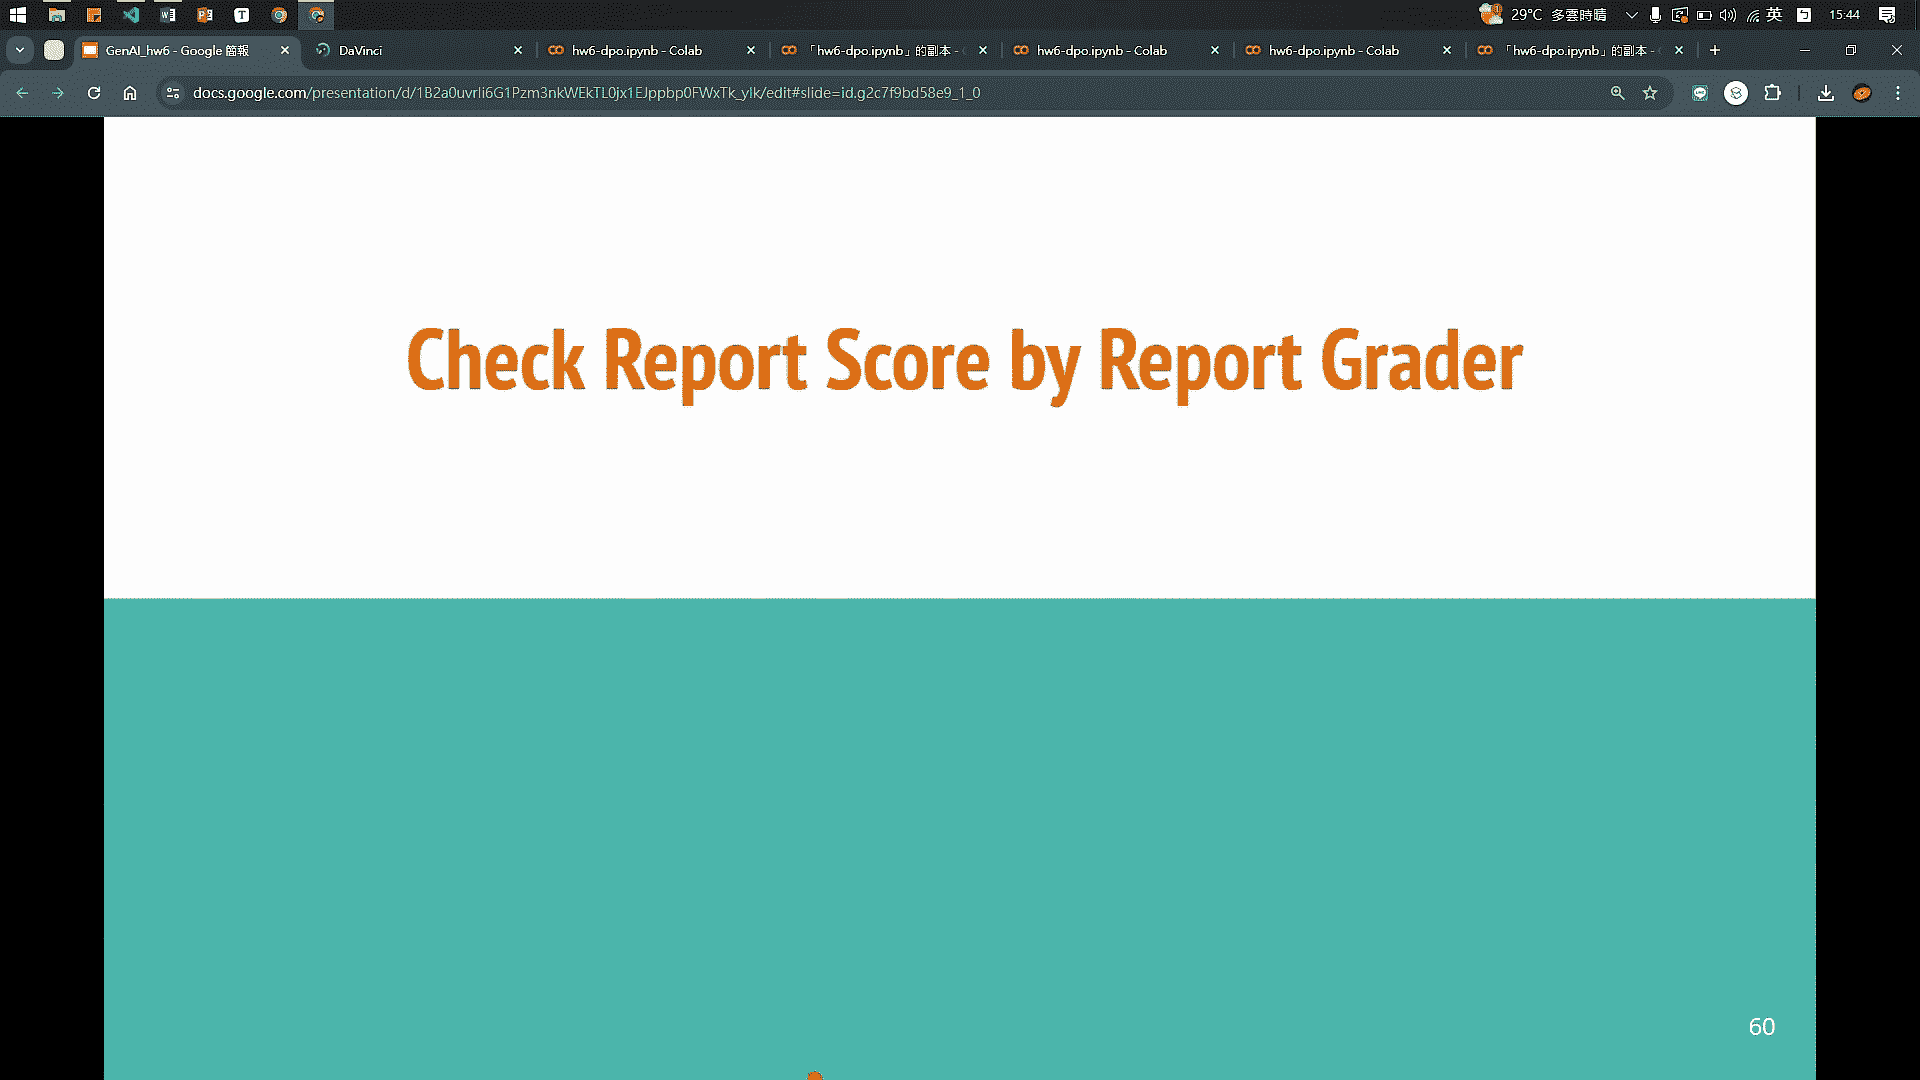 29°C 多雲時晴
英
15:44
GenAI_hw6 - Google 簡報
DaVinci
hw6-dpo.ipynb - Colab
「hw6-dpo.ipynb」的副本 -
hw6-dpo.ipynb - Colab
hw6-dpo.ipynb - Colab
「hw6-dpo.ipynb」的副本 -
docs.google.com/presentation/d/1B2a0uvrli6G1Pzm3nkWEkTL0jx1EJppbp0FWxTk_ylk/edit#slide=id.g2c7f9bd58e9_1_0
Check Report Score by Report Grader
60